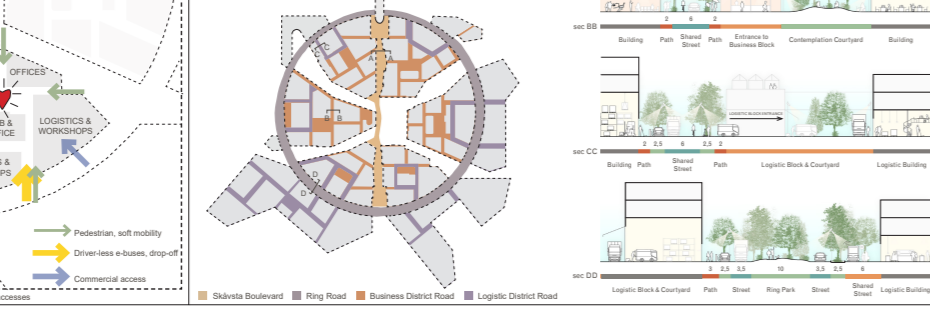 OFFICES
LOGISTICS &
WORKSHOPS
Pedestrian, soft mobility
Driver-less e-buses, drop-off
Commercial access
C
C
A
B B
D
D
Skåvsta Boulevard
Ring Road
Business District Road
Logistic District Road
sec BB
2 6 2
Building
Path
Shared
Street
Path
Entrance to
Business Block
Contemplation Courtyard
Building
LOGISTIC BLOCK ENTRANCE
sec CC
2 2,5 6 2,5 2
Building
Path
Shared
Street
Path
Logistic Block & Courtyard
Logistic Building
sec DD
3 2,5 3,5 10 3,5 2,5 6
Logistic Block & Courtyard
Path
Street
Ring Park
Street
Shared
Street
Logistic Building